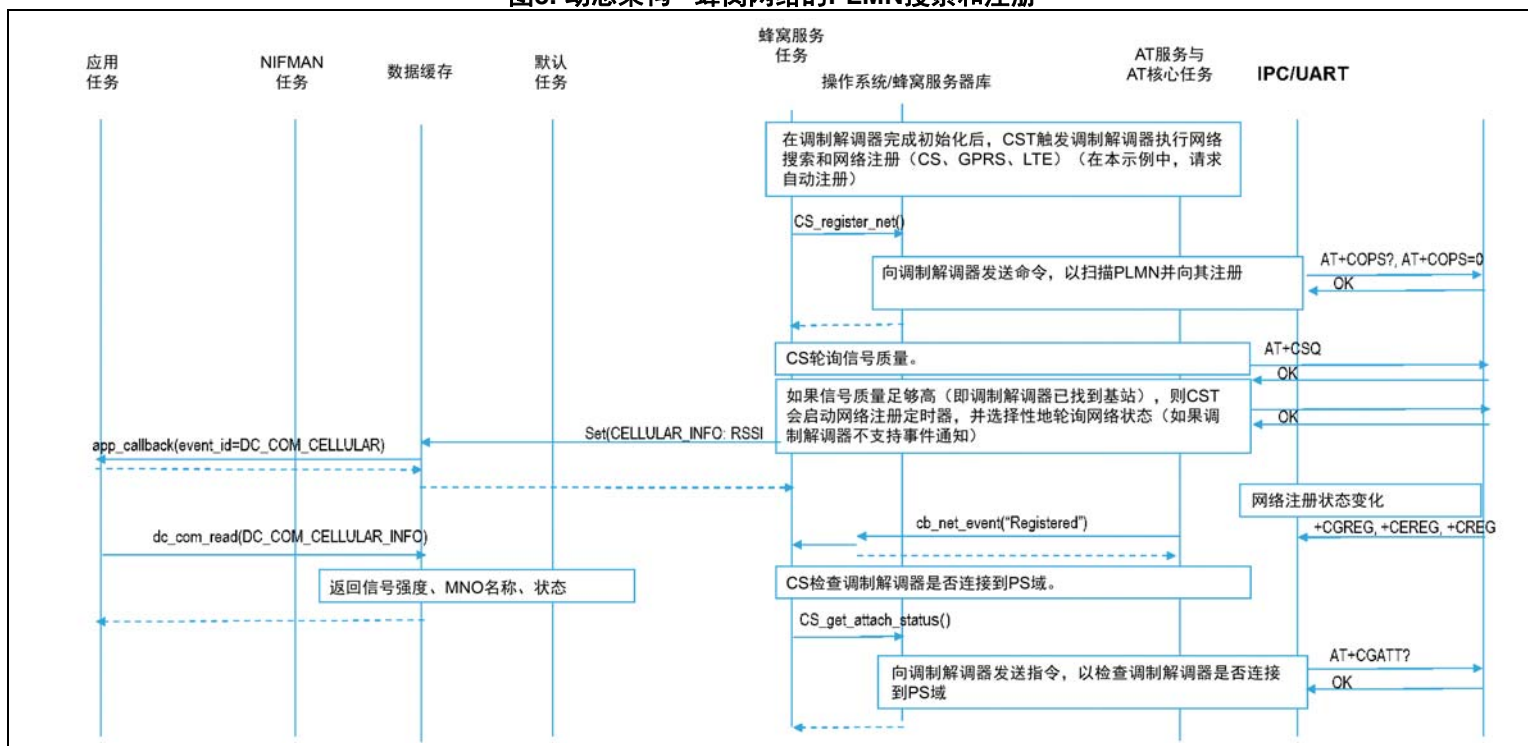 应用
任务
NIFMAN
任务
数据缓存
默认
任务
蜂窝服务
任务
操作系统/蜂窝服务器库
AT服务与
AT核心任务
IPC/UART
在调制解调器完成初始化后，CST触发调制解调器执行网络
搜索和网络注册（CS、GPRS、LTE）（在本示例中，请求
自动注册）
CS_register_net()
向调制解调器发送命令，以扫描PLMN并向其注册
AT+COPS?, AT+COPS=0
OK
CS轮询信号质量。
AT+CSQ
OK
如果信号质量足够高（即调制解调器已找到基站），则CST
会启动网络注册定时器，并选择性地轮询网络状态（如果调
制解调器不支持事件通知）
OK
Set(CELLULAR_INFO: RSSI
app_callback(event_id=DC_COM_CELLULAR)
网络注册状态变化
+CGREG, +CEREG, +CREG
cb_net_event("Registered")
dc_com_read(DC_COM_CELLULAR_INFO)
返回信号强度、MNO名称、状态
CS检查调制解调器是否连接到PS域。
CS_get_attach_status()
向调制解调器发送指令，以检查调制解调器是否连接
到PS域
AT+CGATT?
OK